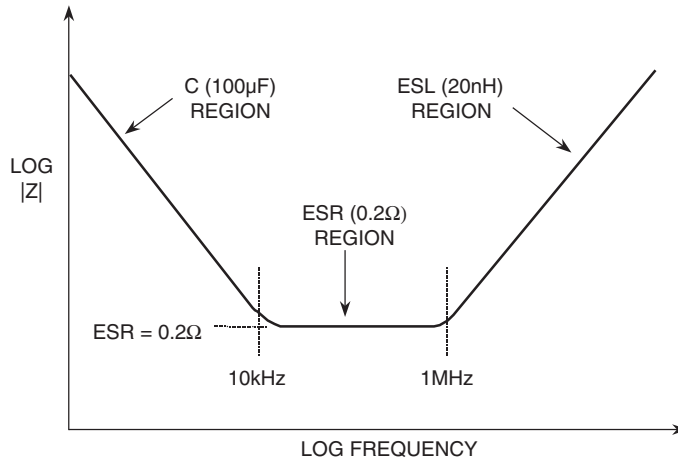 C (100μF)
REGION
ESL (20nH)
REGION
LOG
|Z|
ESR (0.2Ω)
REGION
ESR = 0.2Ω
10kHz
1MHz
LOG FREQUENCY